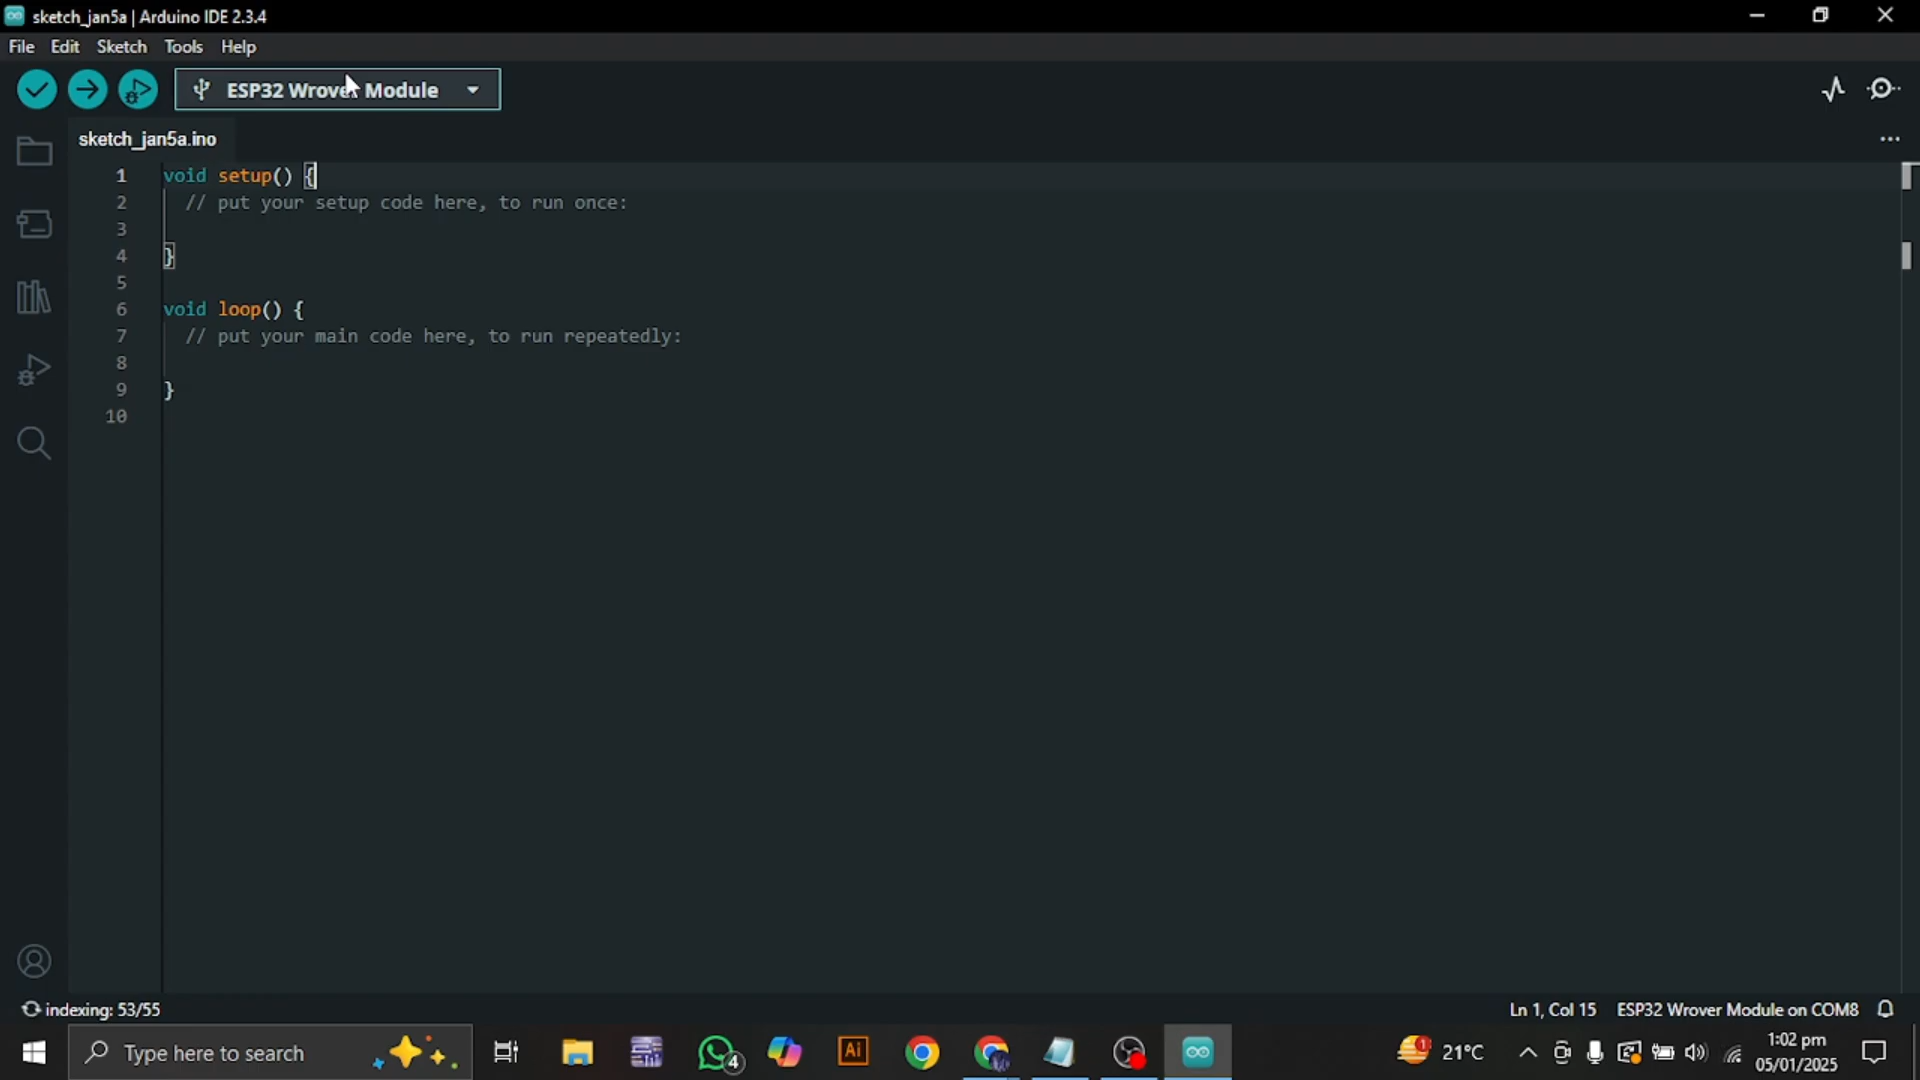 sketch_jan5a | Arduino IDE 2.3.4
File Edit Sketch Tools Help
ESP32 Wrover Module
sketch_jan5a.ino
1 void setup() {
2 // put your setup code here, to run once:
3
4 }
5
6 void loop() {
7 // put your main code here, to run repeatedly:
8
9 }
10
indexing: 53/55
Ln 1, Col 15 ESP32 Wrover Module on COM8
Type here to search
4
Ai
1
21°C
1:02 pm
05/01/2025